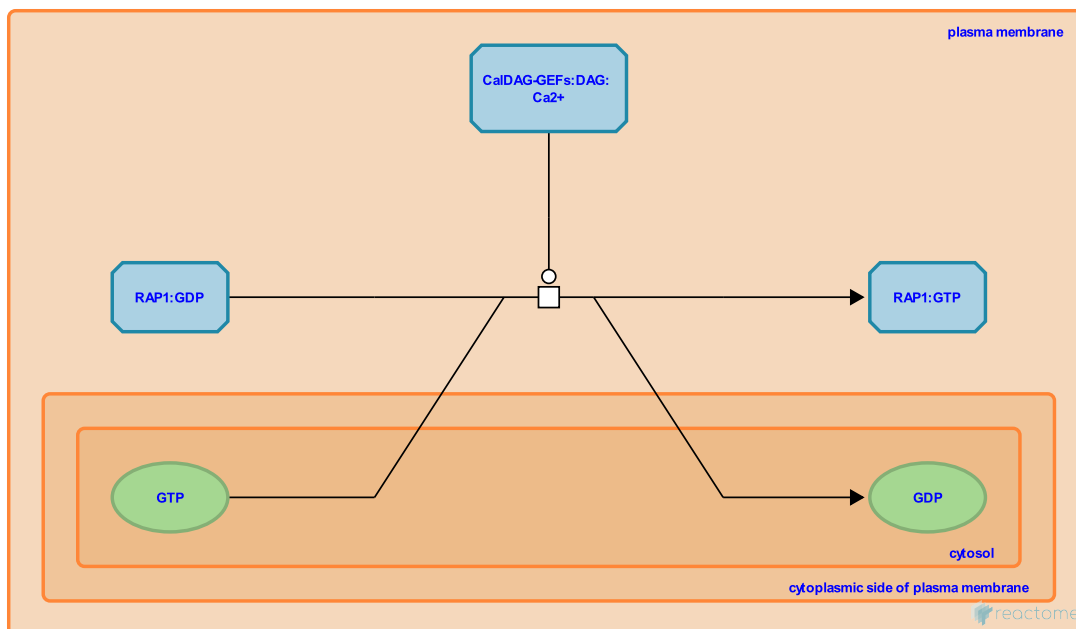 plasma membrane
CalDAG-GEFs:DAG:
Ca2+
RAP1:GDP
RAP1:GTP
GTP
GDP
cytosol
cytoplasmic side of plasma membrane
reactome